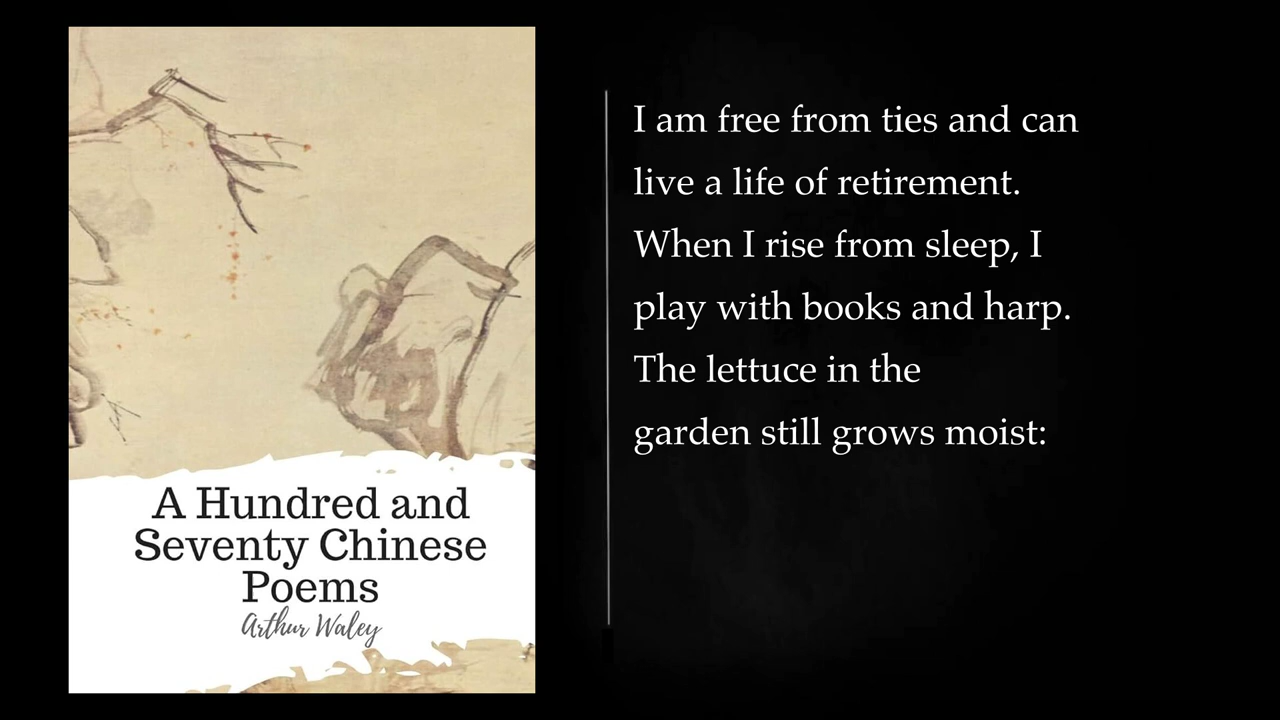 A Hundred and
Seventy Chinese
Poems
Arthur Waley
I am free from ties and can
live a life of retirement.
When I rise from sleep, I
play with books and harp.
The lettuce in the
garden still grows moist: